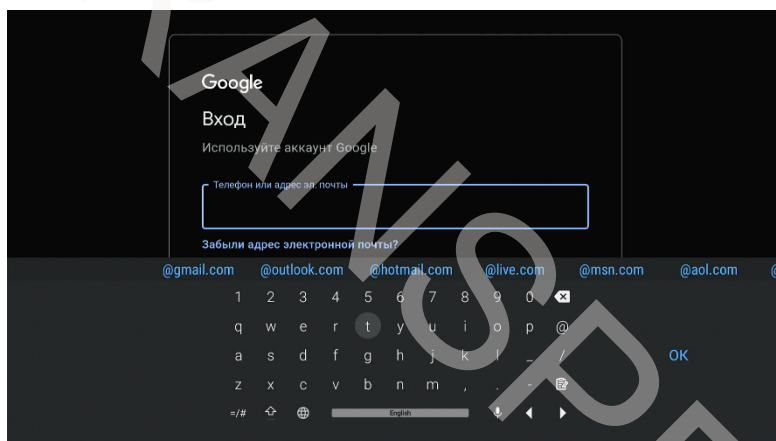 Google
Вход
Используйте аккаунт Google
Телефон или адрес эл. почты
Забыли адрес электронной почты?
@gmail.com @outlook.com @hotmail.com @live.com @msn.com @aol.com @
1 2 3 4 5 6 7 8 9 0
q w e r t y u i o p @
a s d f g h j k l _ / OK
z x c v b n m , . -
=/# English